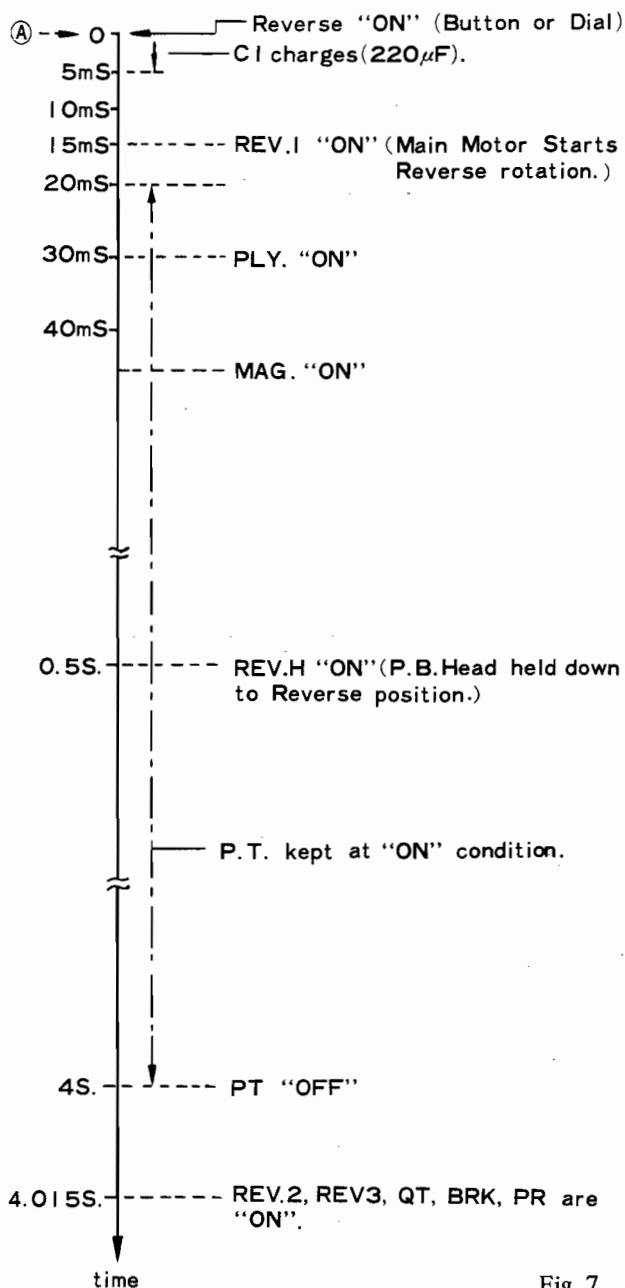 Ⓐ 0 Reverse “ON” (Button or Dial)
C1 charges (220μF).
5mS
10mS
15mS REV.1 “ON” (Main Motor Starts
Reverse rotation.)
20mS
30mS PLY. “ON”
40mS
MAG. “ON”
0.5S. REV.H “ON” (P.B.Head held down
to Reverse position.)
P.T. kept at “ON” condition.
4S. PT “OFF”
4.015S. REV.2, REV3, QT, BRK, PR are
“ON”.
time
Fig. 7